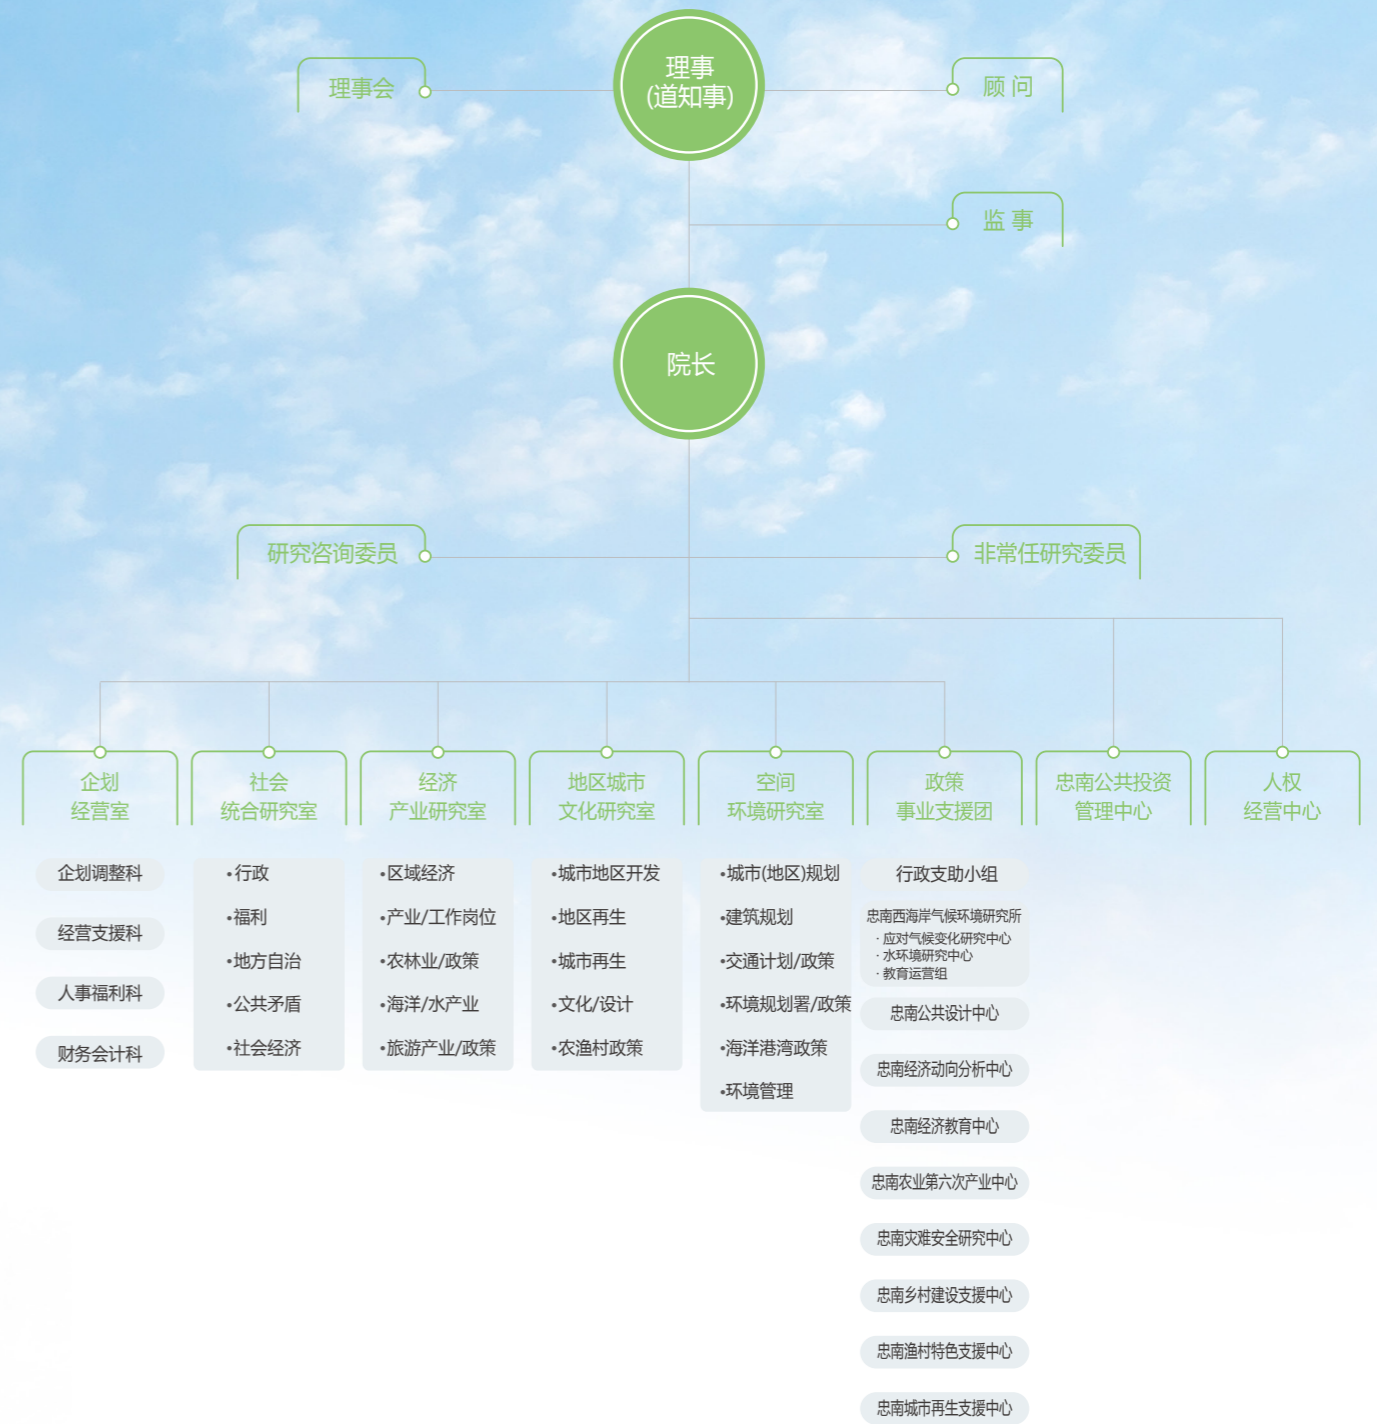 理事
(道知事)
理事会
顾 问
监 事
院长
研究咨询委员
非常任研究委员
企划
经营室
企划调整科
经营支援科
人事福利科
财务会计科
社会
统合研究室
•行政
•福利
•地方自治
•公共矛盾
•社会经济
经济
产业研究室
•区域经济
•产业/工作岗位
•农林业/政策
•海洋/水产业
•旅游产业/政策
地区城市
文化研究室
•城市地区开发
•地区再生
•城市再生
•文化/设计
•农渔村政策
空间
环境研究室
•城市(地区)规划
•建筑规划
•交通计划/政策
•环境规划署/政策
•海洋港湾政策
•环境管理
政策
事业支援团
行政支助小组
忠南西海岸气候环境研究所
· 应对气候变化研究中心
· 水环境研究中心
· 教育运营组
忠南公共设计中心
忠南经济动向分析中心
忠南经济教育中心
忠南农业第六次产业中心
忠南灾难安全研究中心
忠南乡村建设支援中心
忠南渔村特色支援中心
忠南城市再生支援中心
忠南公共投资
管理中心
人权
经营中心